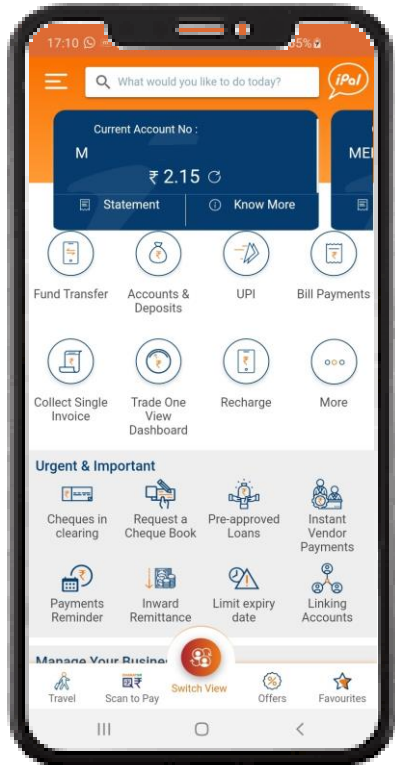 17:10
5%
What would you like to do today?
iPal
Current Account No :
M
MEI
₹ 2.15
Statement
Know More
Fund Transfer
Accounts &
Deposits
UPI
Bill Payments
Collect Single
Invoice
Trade One
View
Dashboard
Recharge
More
Urgent & Important
Cheques in
clearing
Request a
Cheque Book
Pre-approved
Loans
Instant
Vendor
Payments
Payments
Reminder
Inward
Remittance
Limit expiry
date
Linking
Accounts
Manage Your Busine
Travel
Scan to Pay
Switch View
Offers
Favourites